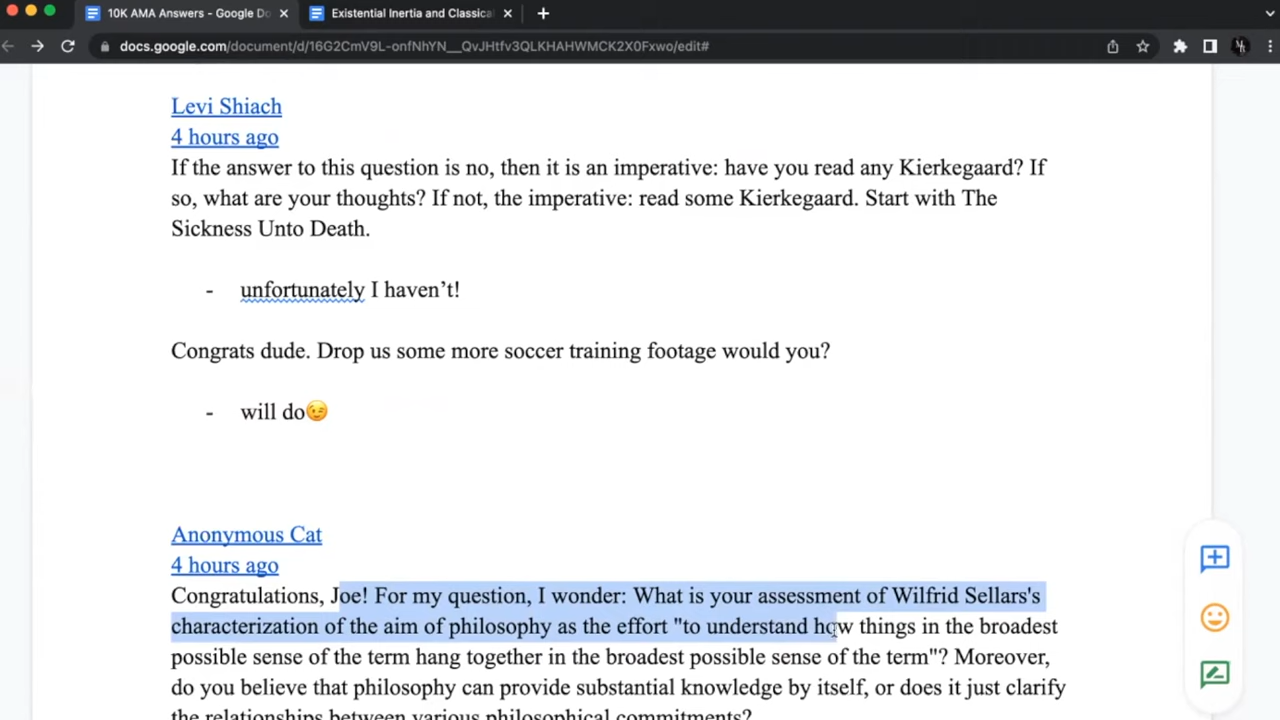 10K AMA Answers - Google Do
Existential Inertia and Classica
docs.google.com/document/d/16G2CmV9L-onfNhYN__QvJHtfv3QLKHAHWMCK2X0Fxwo/edit#
Levi Shiach
4 hours ago
If the answer to this question is no, then it is an imperative: have you read any Kierkegaard? If
so, what are your thoughts? If not, the imperative: read some Kierkegaard. Start with The
Sickness Unto Death.
- unfortunately I haven’t!
Congrats dude. Drop us some more soccer training footage would you?
- will do😉
Anonymous Cat
4 hours ago
Congratulations, Joe! For my question, I wonder: What is your assessment of Wilfrid Sellars's
characterization of the aim of philosophy as the effort "to understand how things in the broadest
possible sense of the term hang together in the broadest possible sense of the term"? Moreover,
do you believe that philosophy can provide substantial knowledge by itself, or does it just clarify
the relationships between various philosophical commitments?